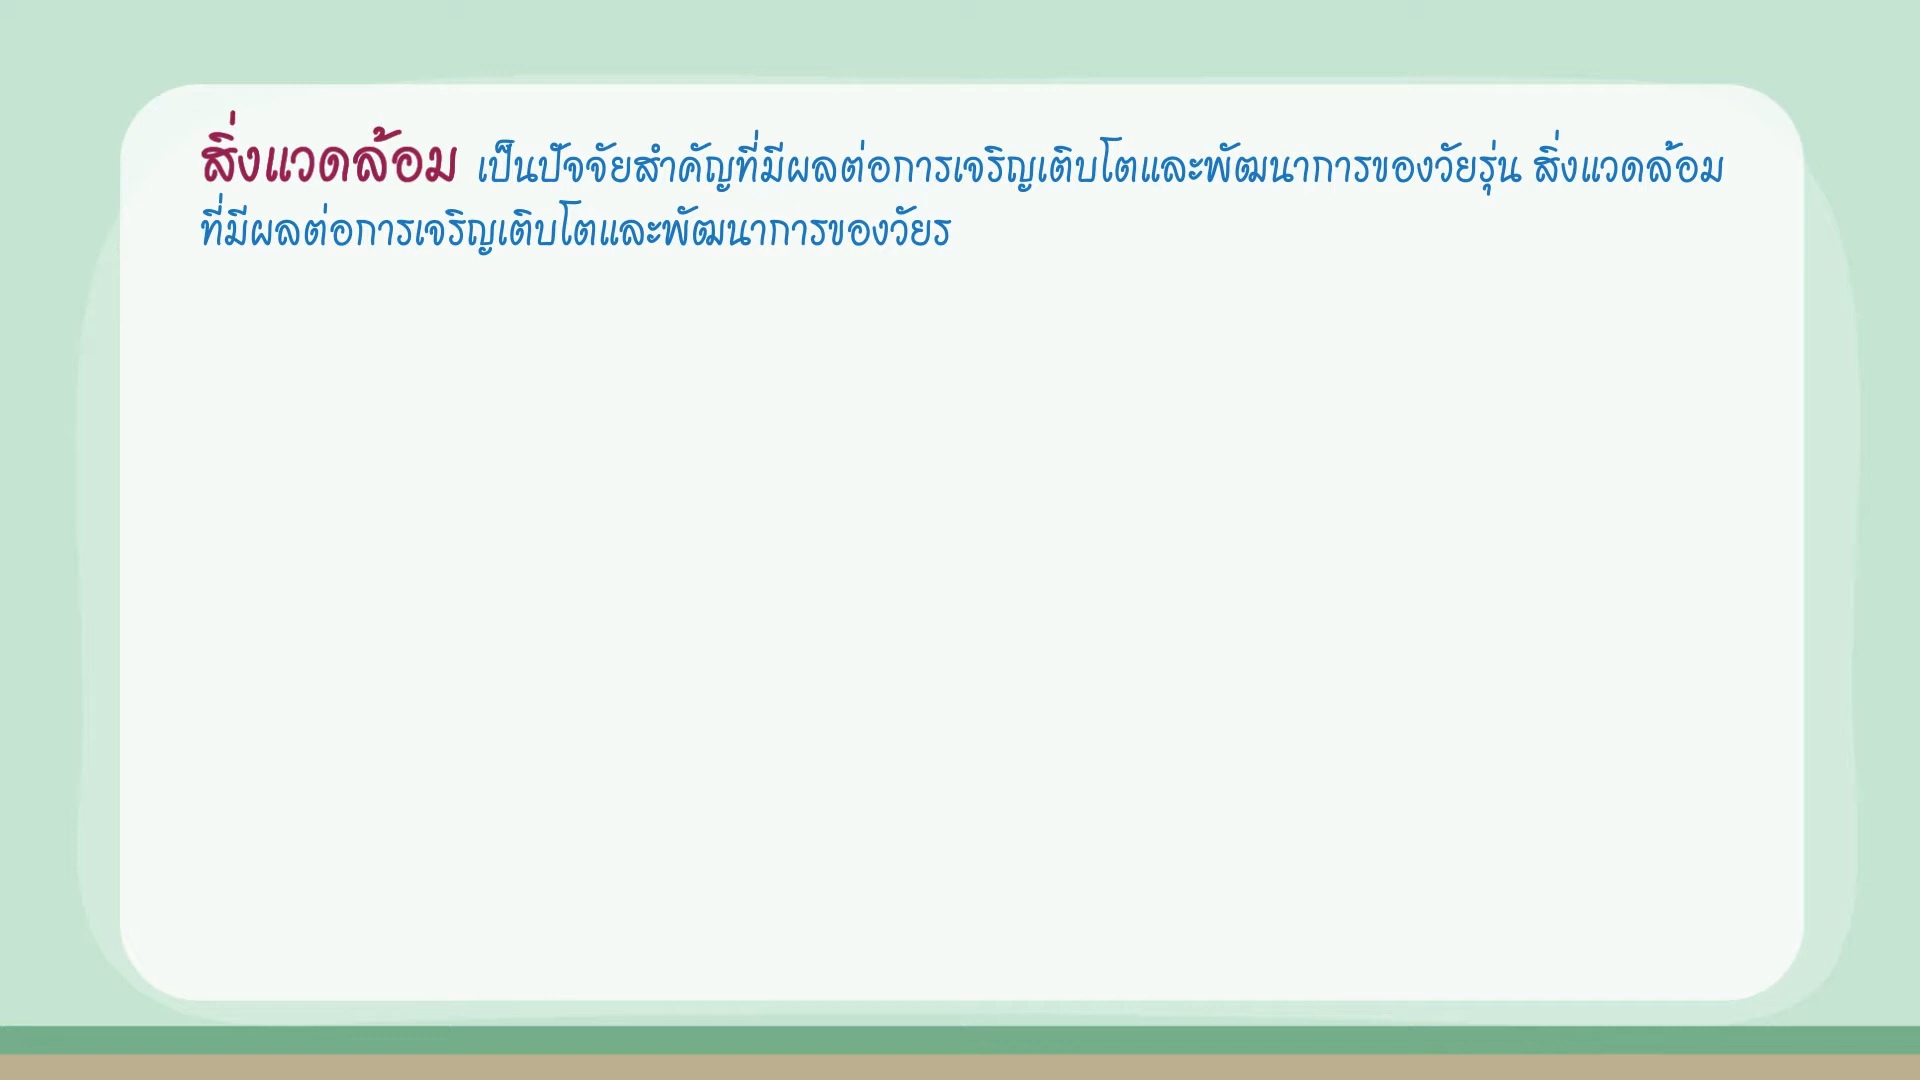 สิ่งแวดล้อม เป็นปัจจัยสำคัญที่มีผลต่อการเจริญเติบโตและพัฒนาการของวัยรุ่น สิ่งแวดล้อม
ที่มีผลต่อการเจริญเติบโตและพัฒนาการของวัยร